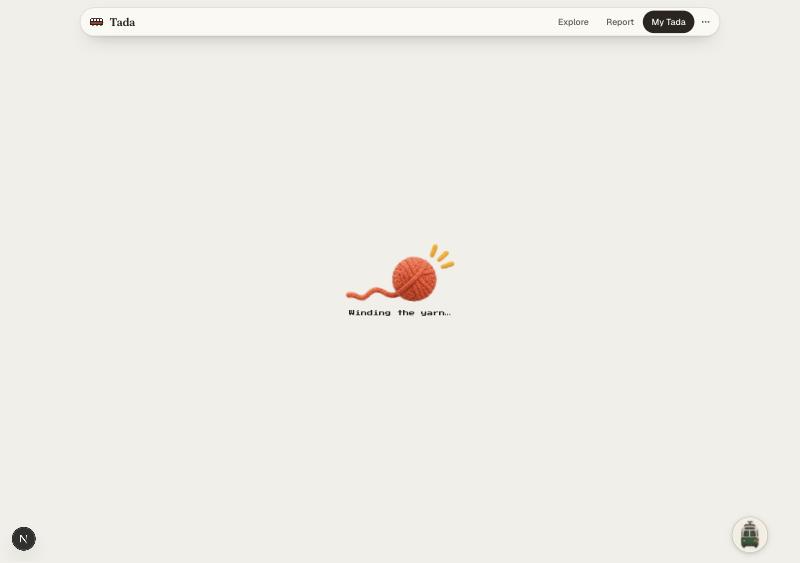 Tada
Explore
Report
My Tada
...
Winding the yarn…
N